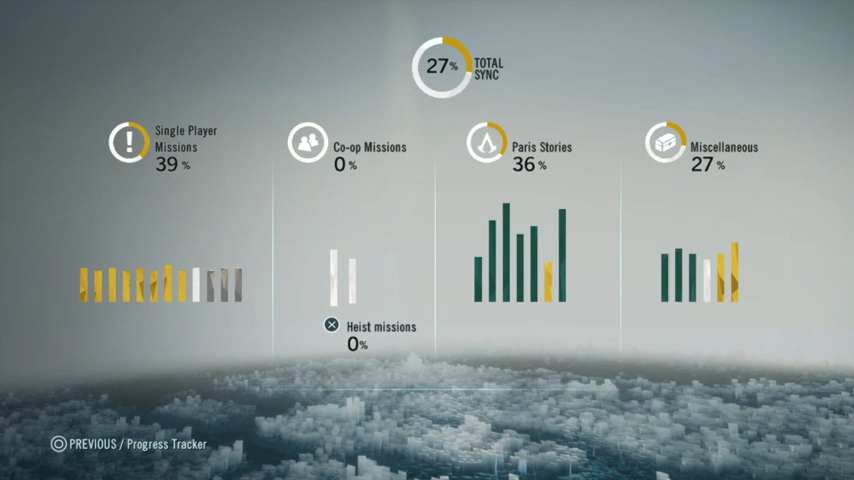 27%
TOTAL
SYNC
Single Player
Missions
39 %
Co-op Missions
0 %
Paris Stories
36 %
Miscellaneous
27 %
Heist missions
0%
PREVIOUS / Progress Tracker